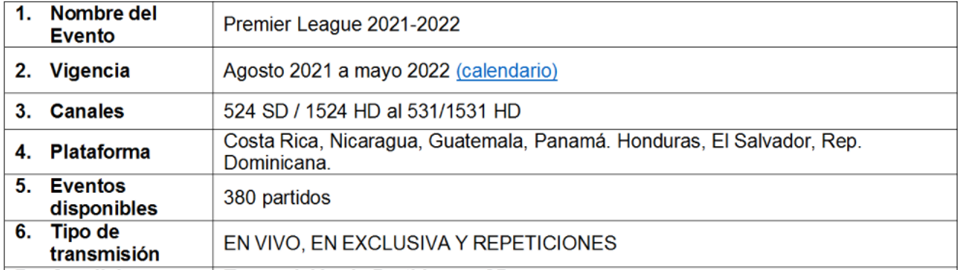 1. Nombre del
Evento
Premier League 2021-2022
2. Vigencia
Agosto 2021 a mayo 2022 (calendario)
3. Canales
524 SD / 1524 HD al 531/1531 HD
4. Plataforma
Costa Rica, Nicaragua, Guatemala, Panamá. Honduras, El Salvador, Rep.
Dominicana.
5. Eventos
disponibles
380 partidos
6. Tipo de
transmisión
EN VIVO, EN EXCLUSIVA Y REPETICIONES